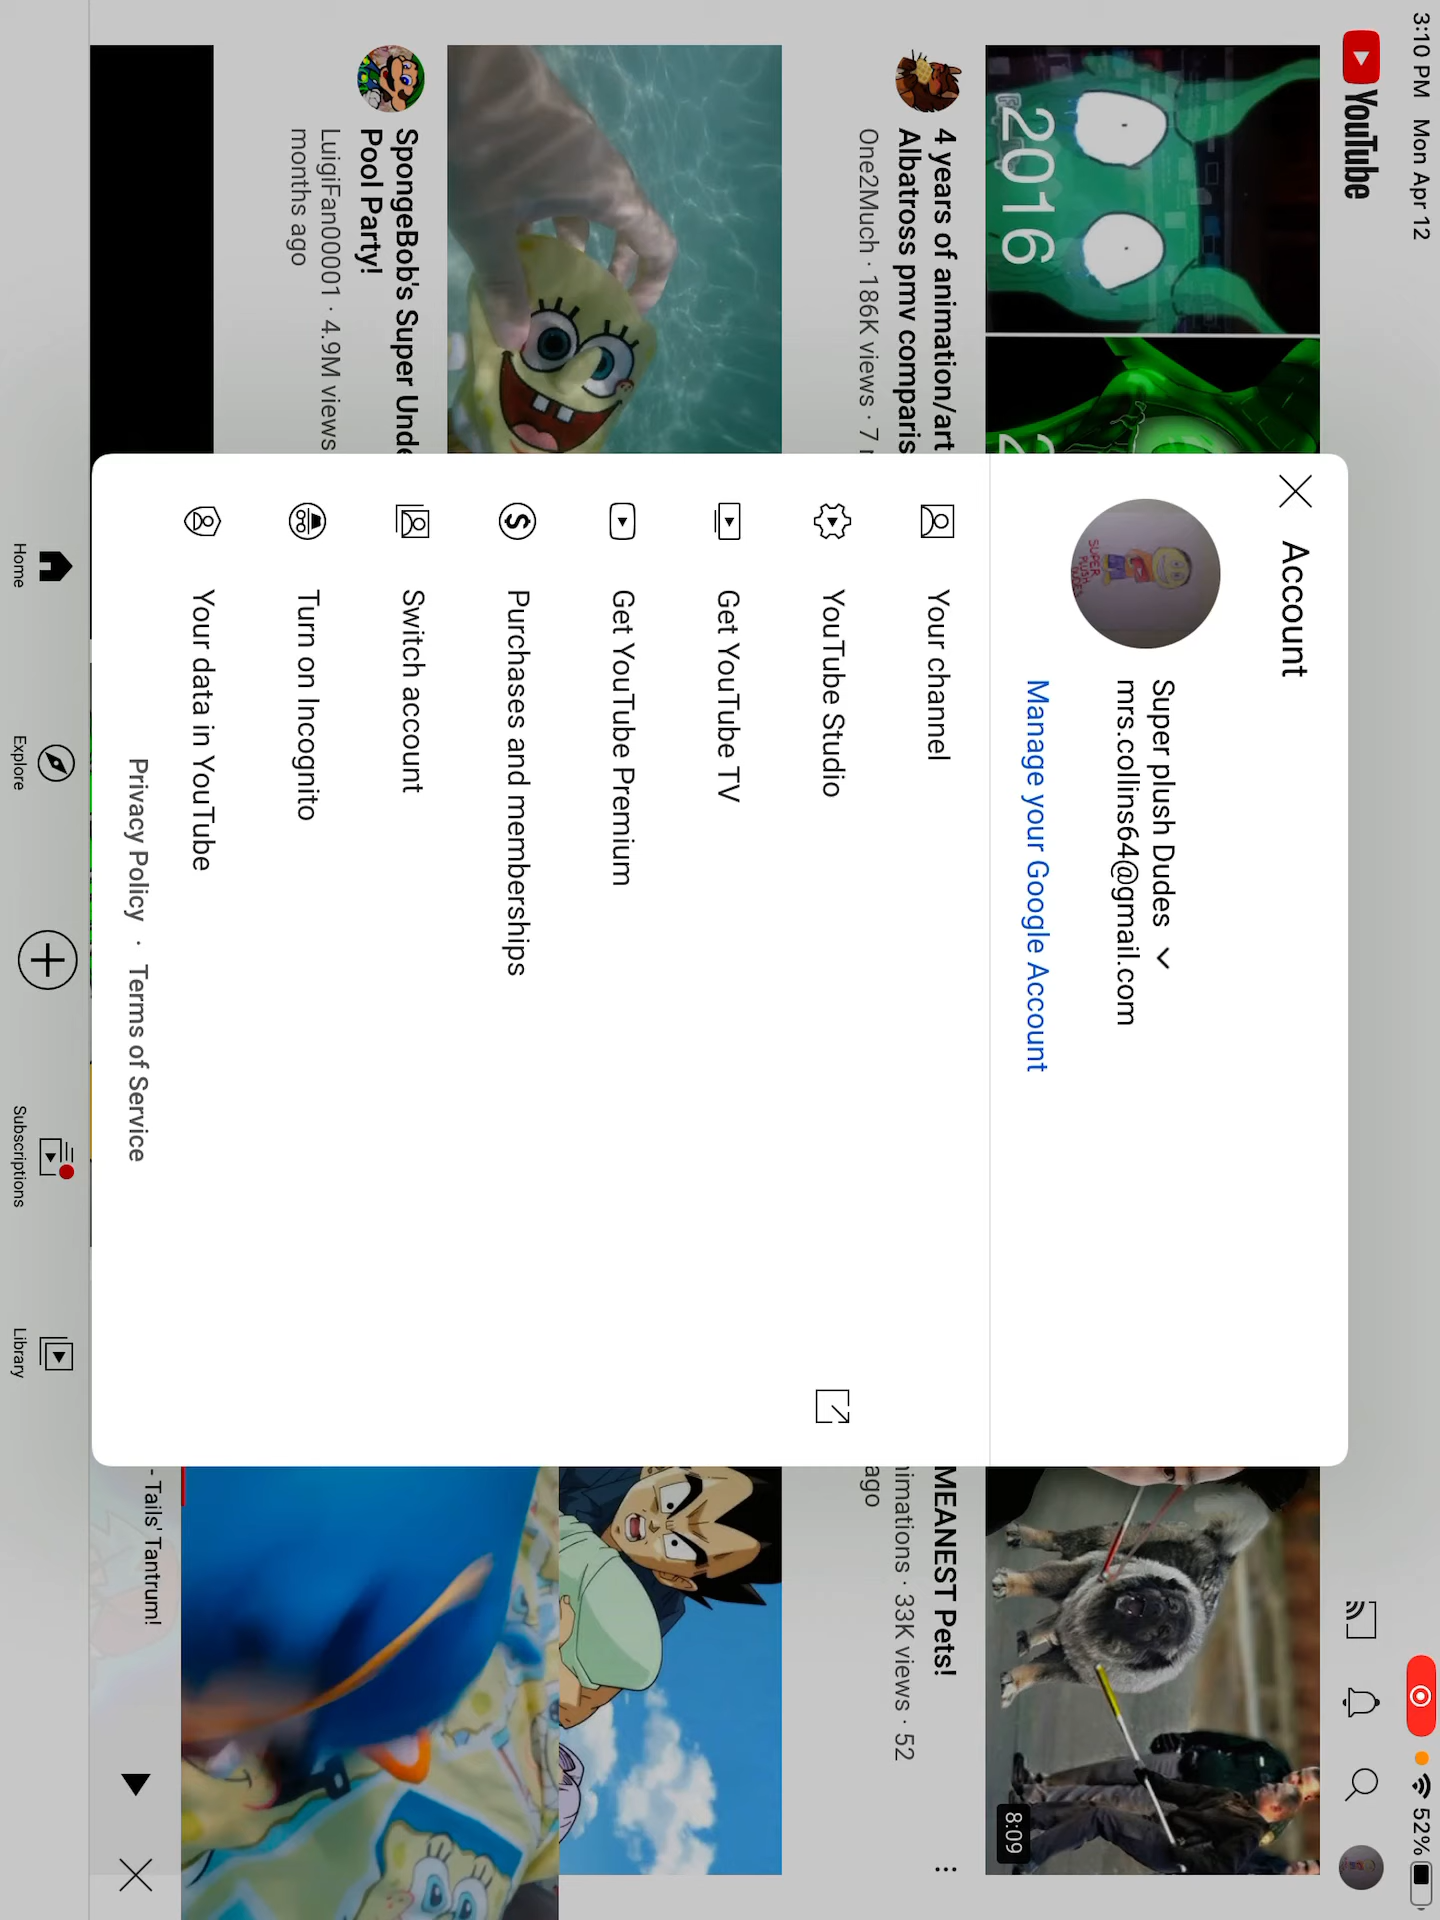 3:10 PM Mon Apr 12
52%
YouTube
2016
2
8:09
4 years of animation/art
Albatross pmv comparis
One2Much · 186K views · 7
MEANEST Pets!
imations · 33K views · 52
ago
SpongeBob's Super Unde
Pool Party!
LuigiFan00001 · 4.9M views
months ago
Account
Super plush Dudes
mrs.collins64@gmail.com
Manage your Google Account
SUPER
PLUSH
DUDES
Your channel
YouTube Studio
Get YouTube TV
Get YouTube Premium
Purchases and memberships
Switch account
Turn on Incognito
Your data in YouTube
Privacy Policy · Terms of Service
- Tails' Tantrum!
Home
Explore
Subscriptions
Library